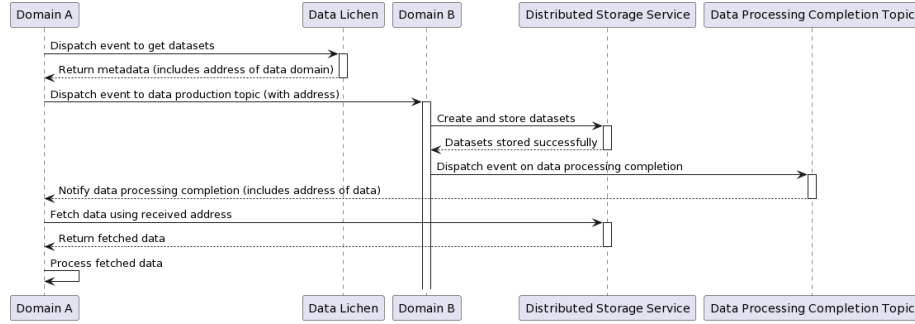 Domain A
Data Lichen
Domain B
Distributed Storage Service
Data Processing Completion Topic
Dispatch event to get datasets
Return metadata (includes address of data domain)
Dispatch event to data production topic (with address)
Create and store datasets
Datasets stored successfully
Dispatch event on data processing completion
Notify data processing completion (includes address of data)
Fetch data using received address
Return fetched data
Process fetched data
Domain A
Data Lichen
Domain B
Distributed Storage Service
Data Processing Completion Topic